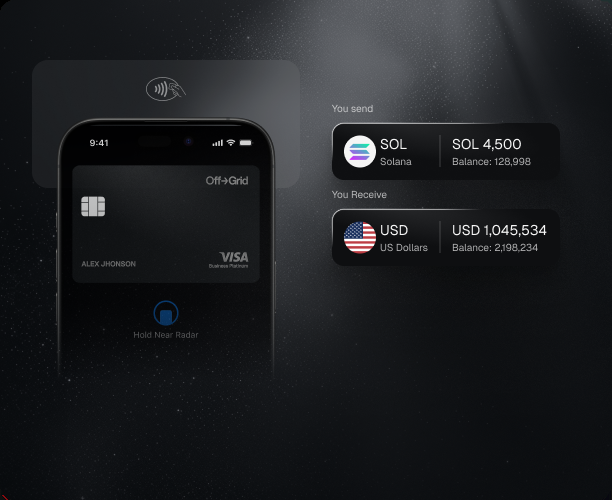 9:41
Off→Grid
ALEX JHONSON
VISA
Business Platinum
Hold Near Radar
You send
SOL
Solana
SOL 4,500
Balance: 128,998
You Receive
USD
US Dollars
USD 1,045,534
Balance: 2,198,234